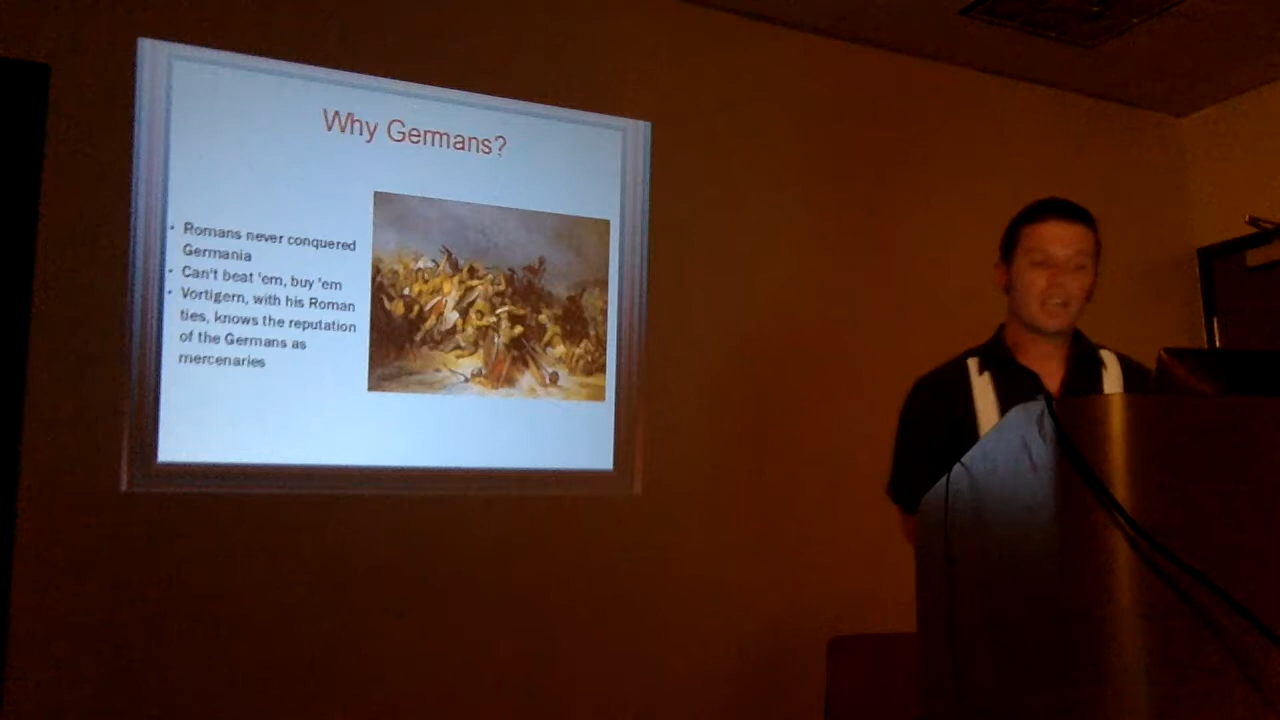 Why Germans?
• Romans never conquered
Germania
• Can't beat 'em, buy 'em
• Vortigern, with his Roman
ties, knows the reputation
of the Germans as
mercenaries